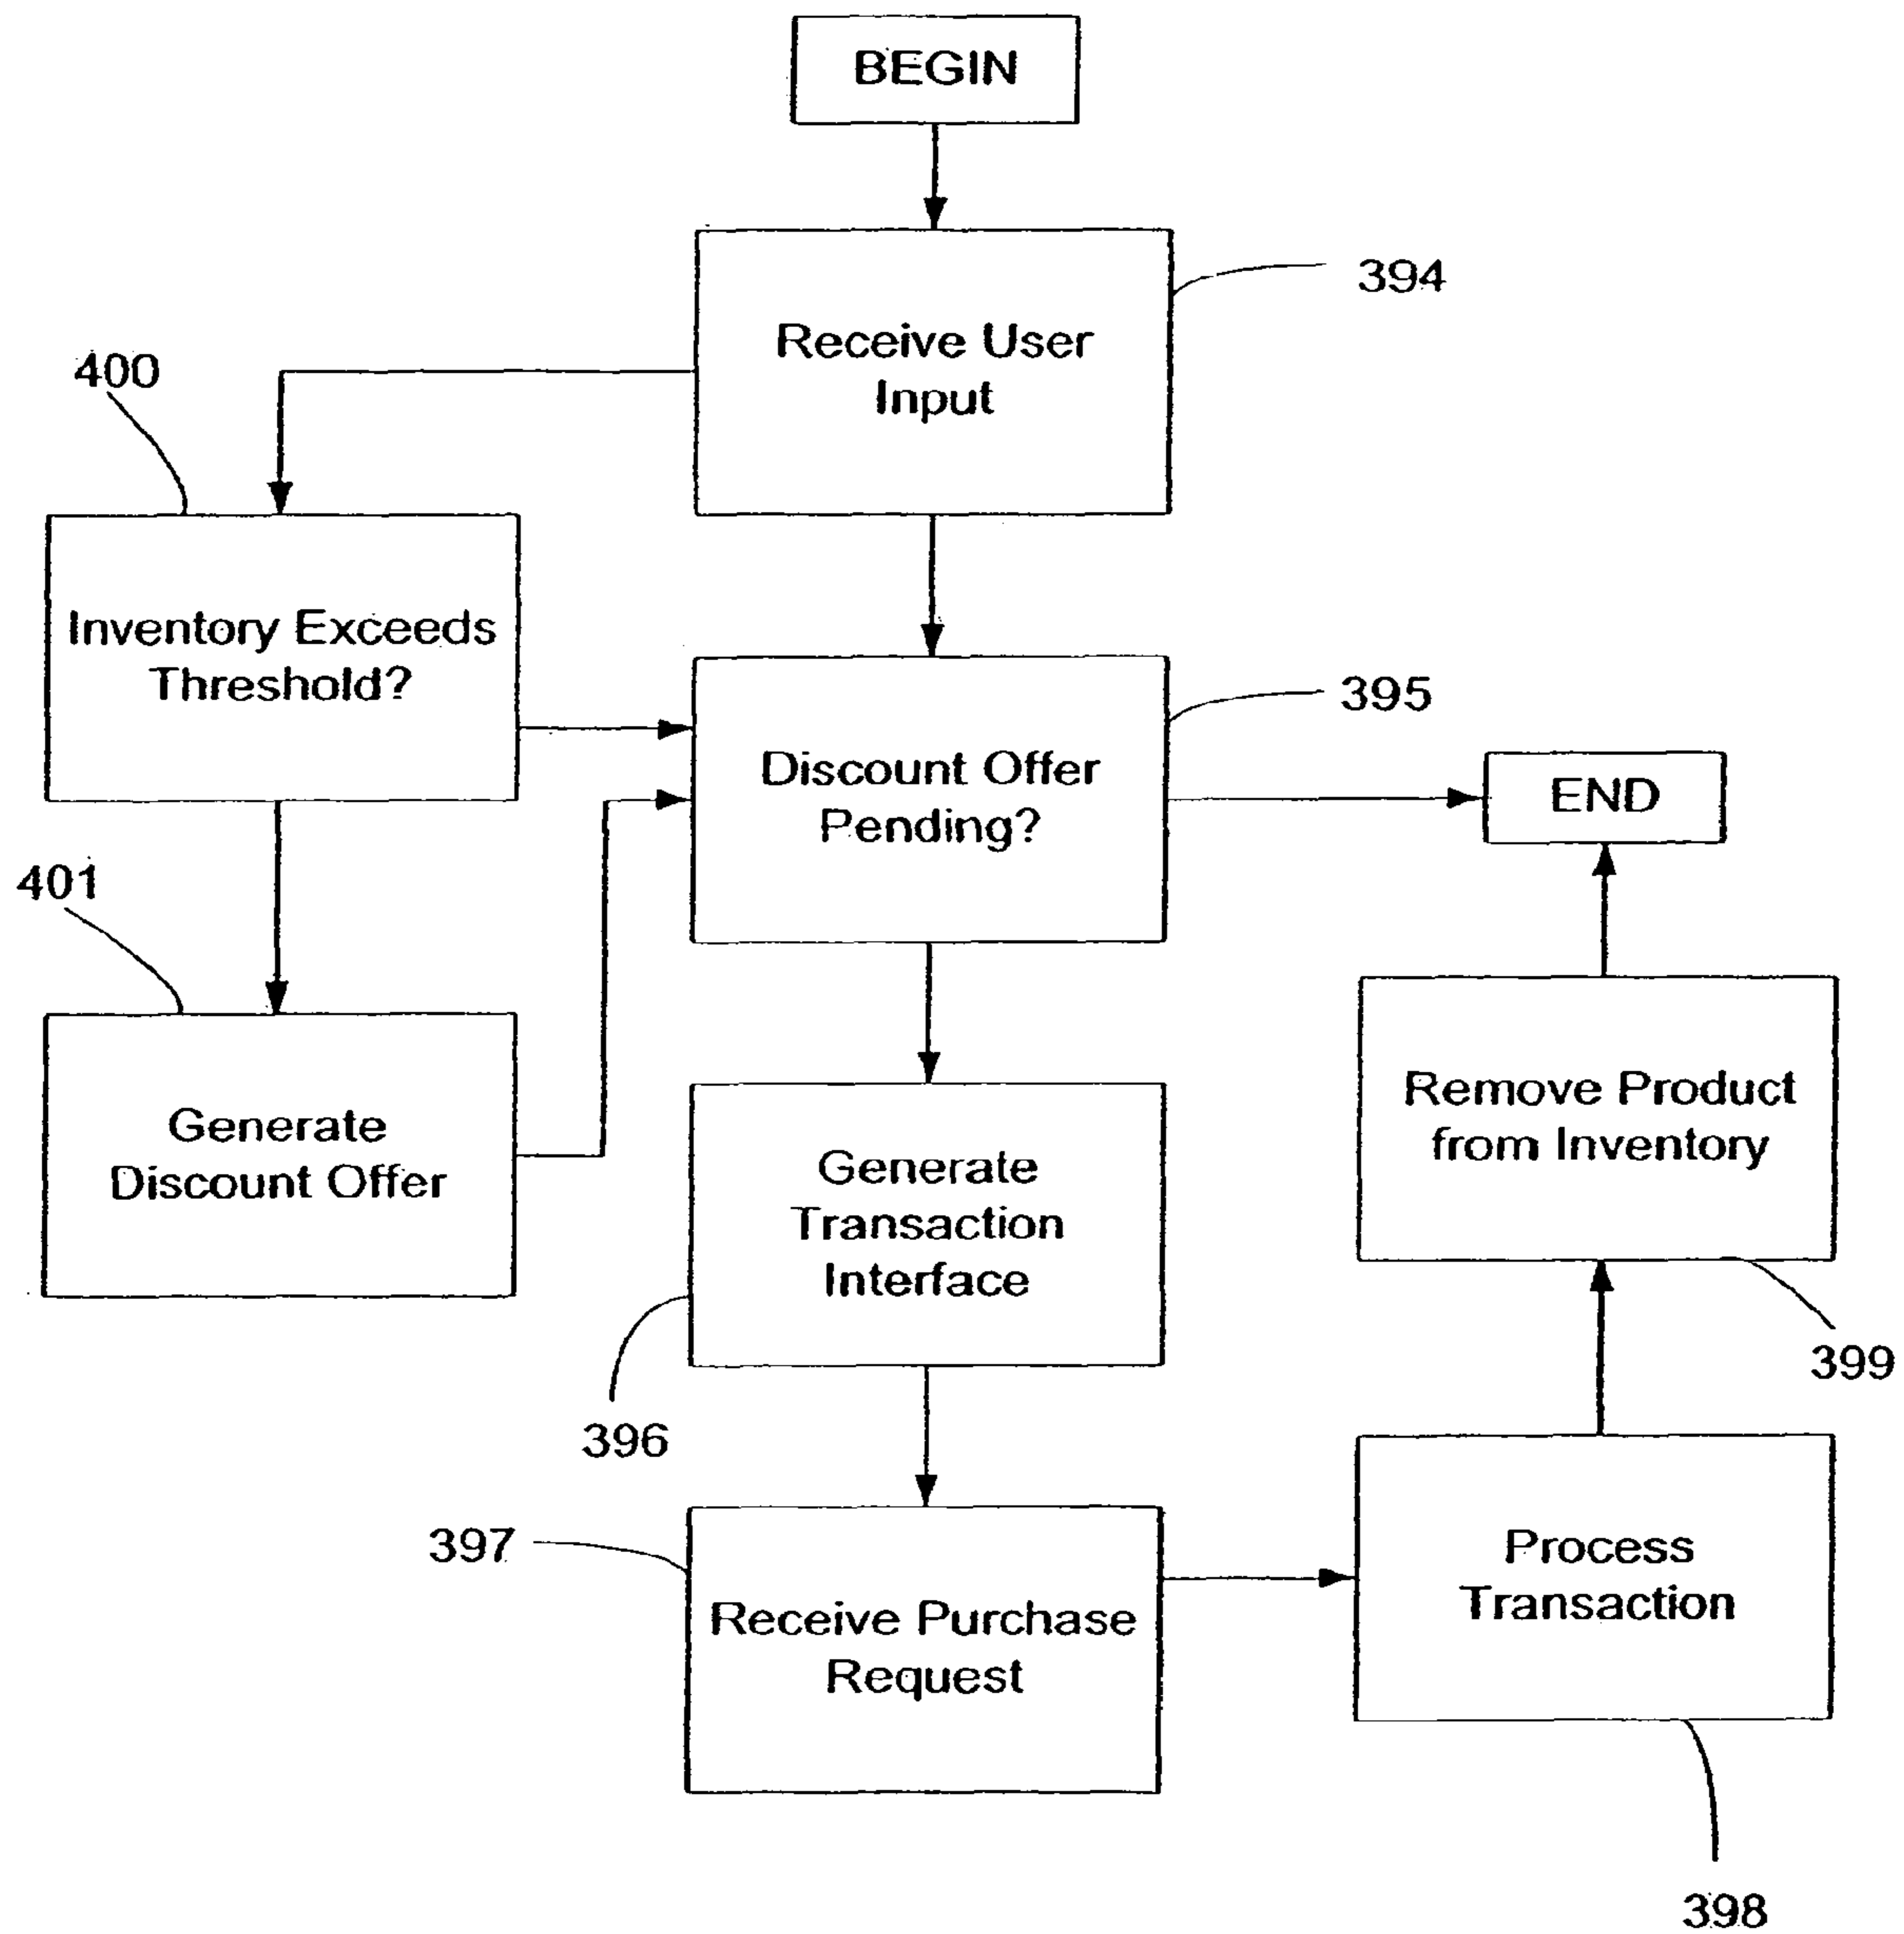 BEGIN
394
Receive User
Input
400
Inventory Exceeds
Threshold?
395
Discount Offer
Pending?
END
401
Generate
Discount Offer
Generate
Transaction
Interface
396
Remove Product
from Inventory
399
397
Receive Purchase
Request
Process
Transaction
398